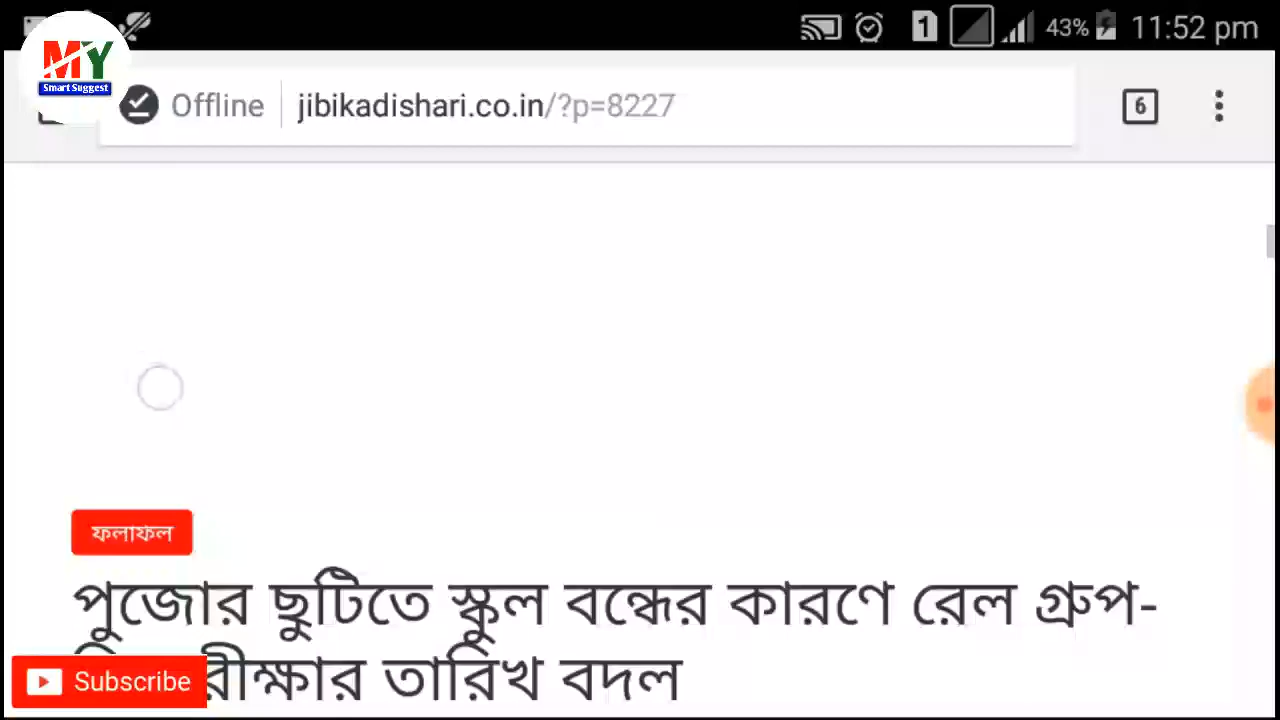 43% 11:52 pm
MY
Smart Suggest
Offline jibikadishari.co.in/?p=8227 6
ফলাফল
পুজোর ছুটিতে স্কুল বন্ধের কারণে রেল গ্রুপ-
তারিখ বদল
Subscribe